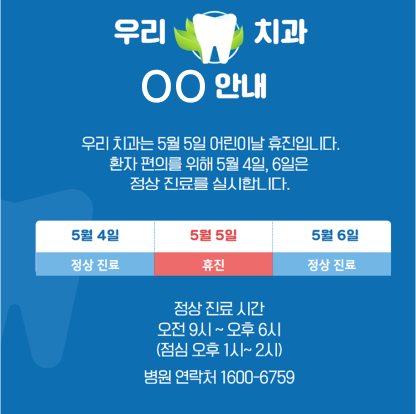 우리 치과
○○ 안내
우리 치과는 5월 5일 어린이날 휴진입니다.
환자 편의를 위해 5월 4일, 6일은
정상 진료를 실시합니다.
5월 4일 5월 5일 5월 6일
정상 진료 휴진 정상 진료
정상 진료 시간
오전 9시 ~ 오후 6시
(점심 오후 1시~ 2시)
병원 연락처 1600-6759